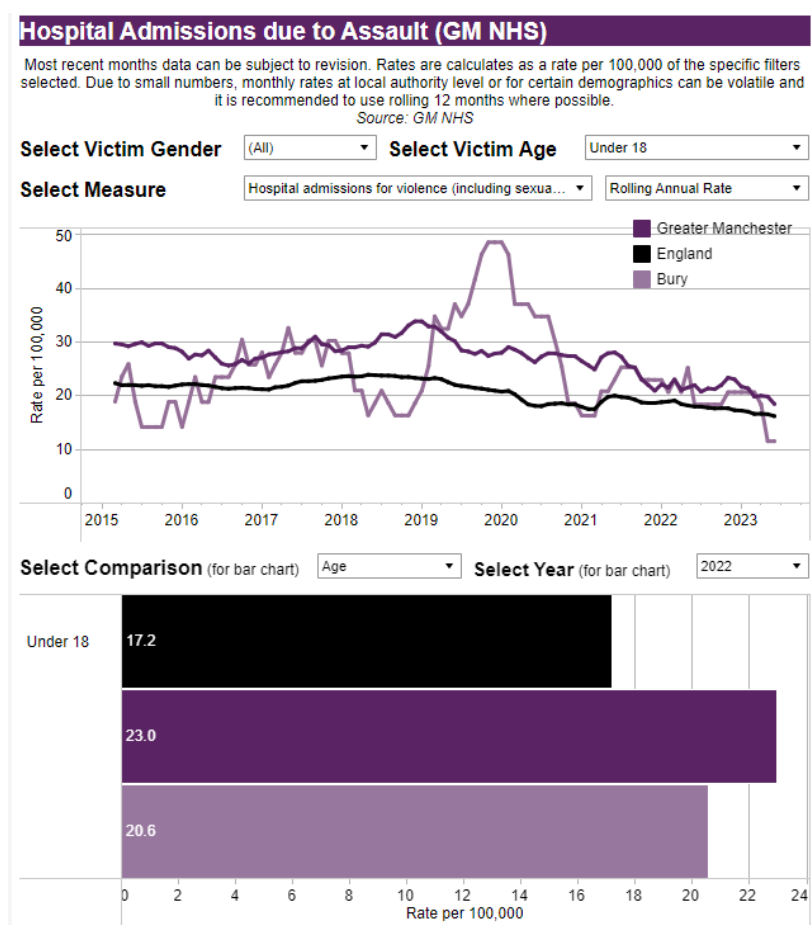 Hospital Admissions due to Assault (GM NHS)
Most recent months data can be subject to revision. Rates are calculates as a rate per 100,000 of the specific filters
selected. Due to small numbers, monthly rates at local authority level or for certain demographics can be volatile and
it is recommended to use rolling 12 months where possible.
Source: GM NHS
Select Victim Gender (All) Select Victim Age Under 18
Select Measure Hospital admissions for violence (including sexua... Rolling Annual Rate
Greater Manchester
England
Bury
50
40
30
20
10
0
Rate per 100,000
2015 2016 2017 2018 2019 2020 2021 2022 2023
Select Comparison (for bar chart) Age Select Year (for bar chart) 2022
Under 18 17.2
23.0
20.6
0 2 4 6 8 10 12 14 16 18 20 22 24
Rate per 100,000